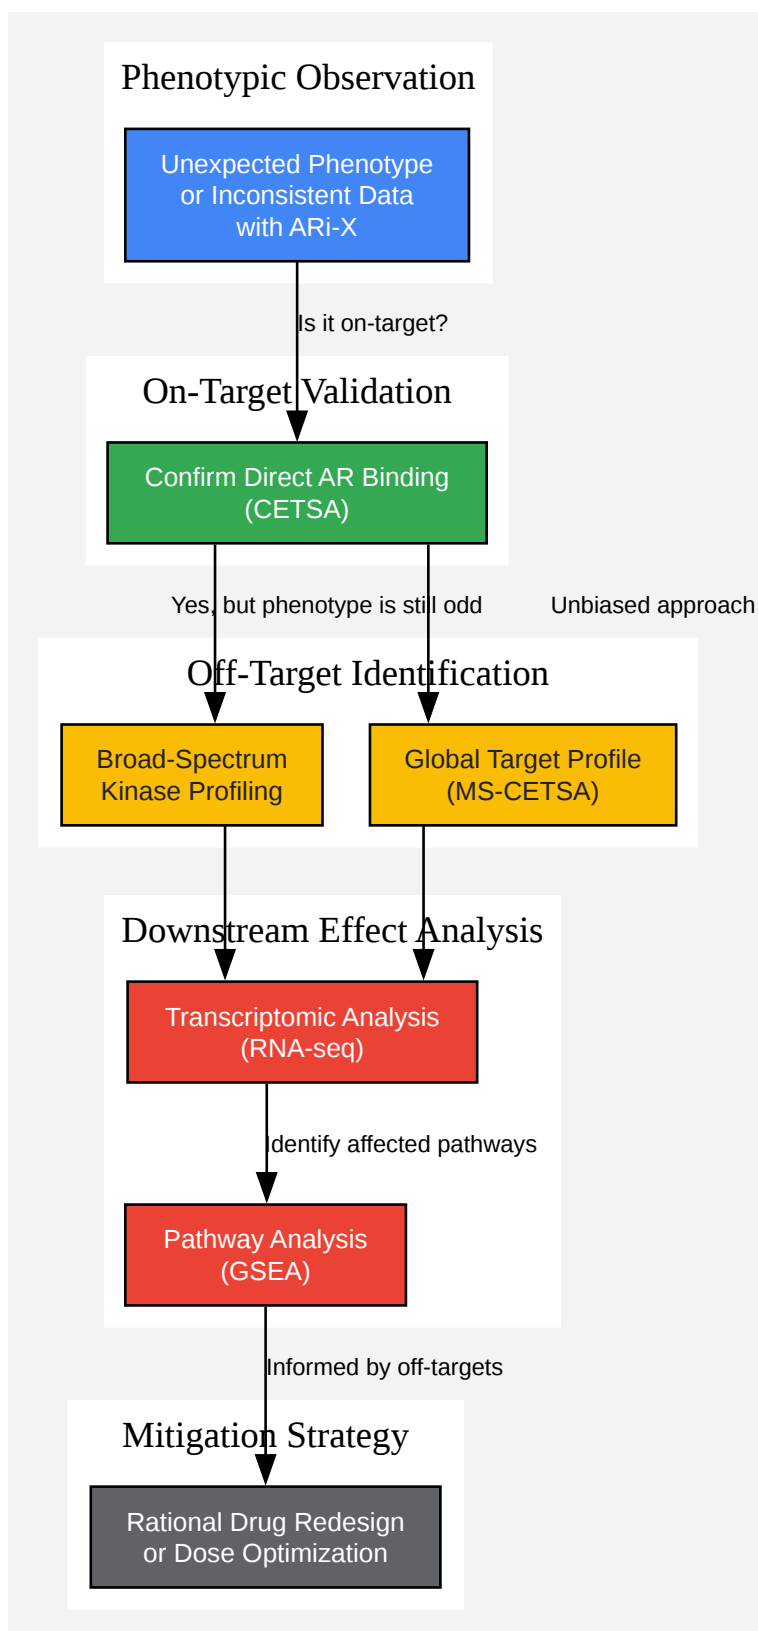 Phenotypic Observation
Unexpected Phenotype
or Inconsistent Data
with ARi-X
Is it on-target?
On-Target Validation
Confirm Direct AR Binding
(CETSA)
Yes, but phenotype is still odd
Unbiased approach
Off-Target Identification
Broad-Spectrum
Kinase Profiling
Global Target Profile
(MS-CETSA)
Downstream Effect Analysis
Transcriptomic Analysis
(RNA-seq)
Identify affected pathways
Pathway Analysis
(GSEA)
Informed by off-targets
Mitigation Strategy
Rational Drug Redesign
or Dose Optimization